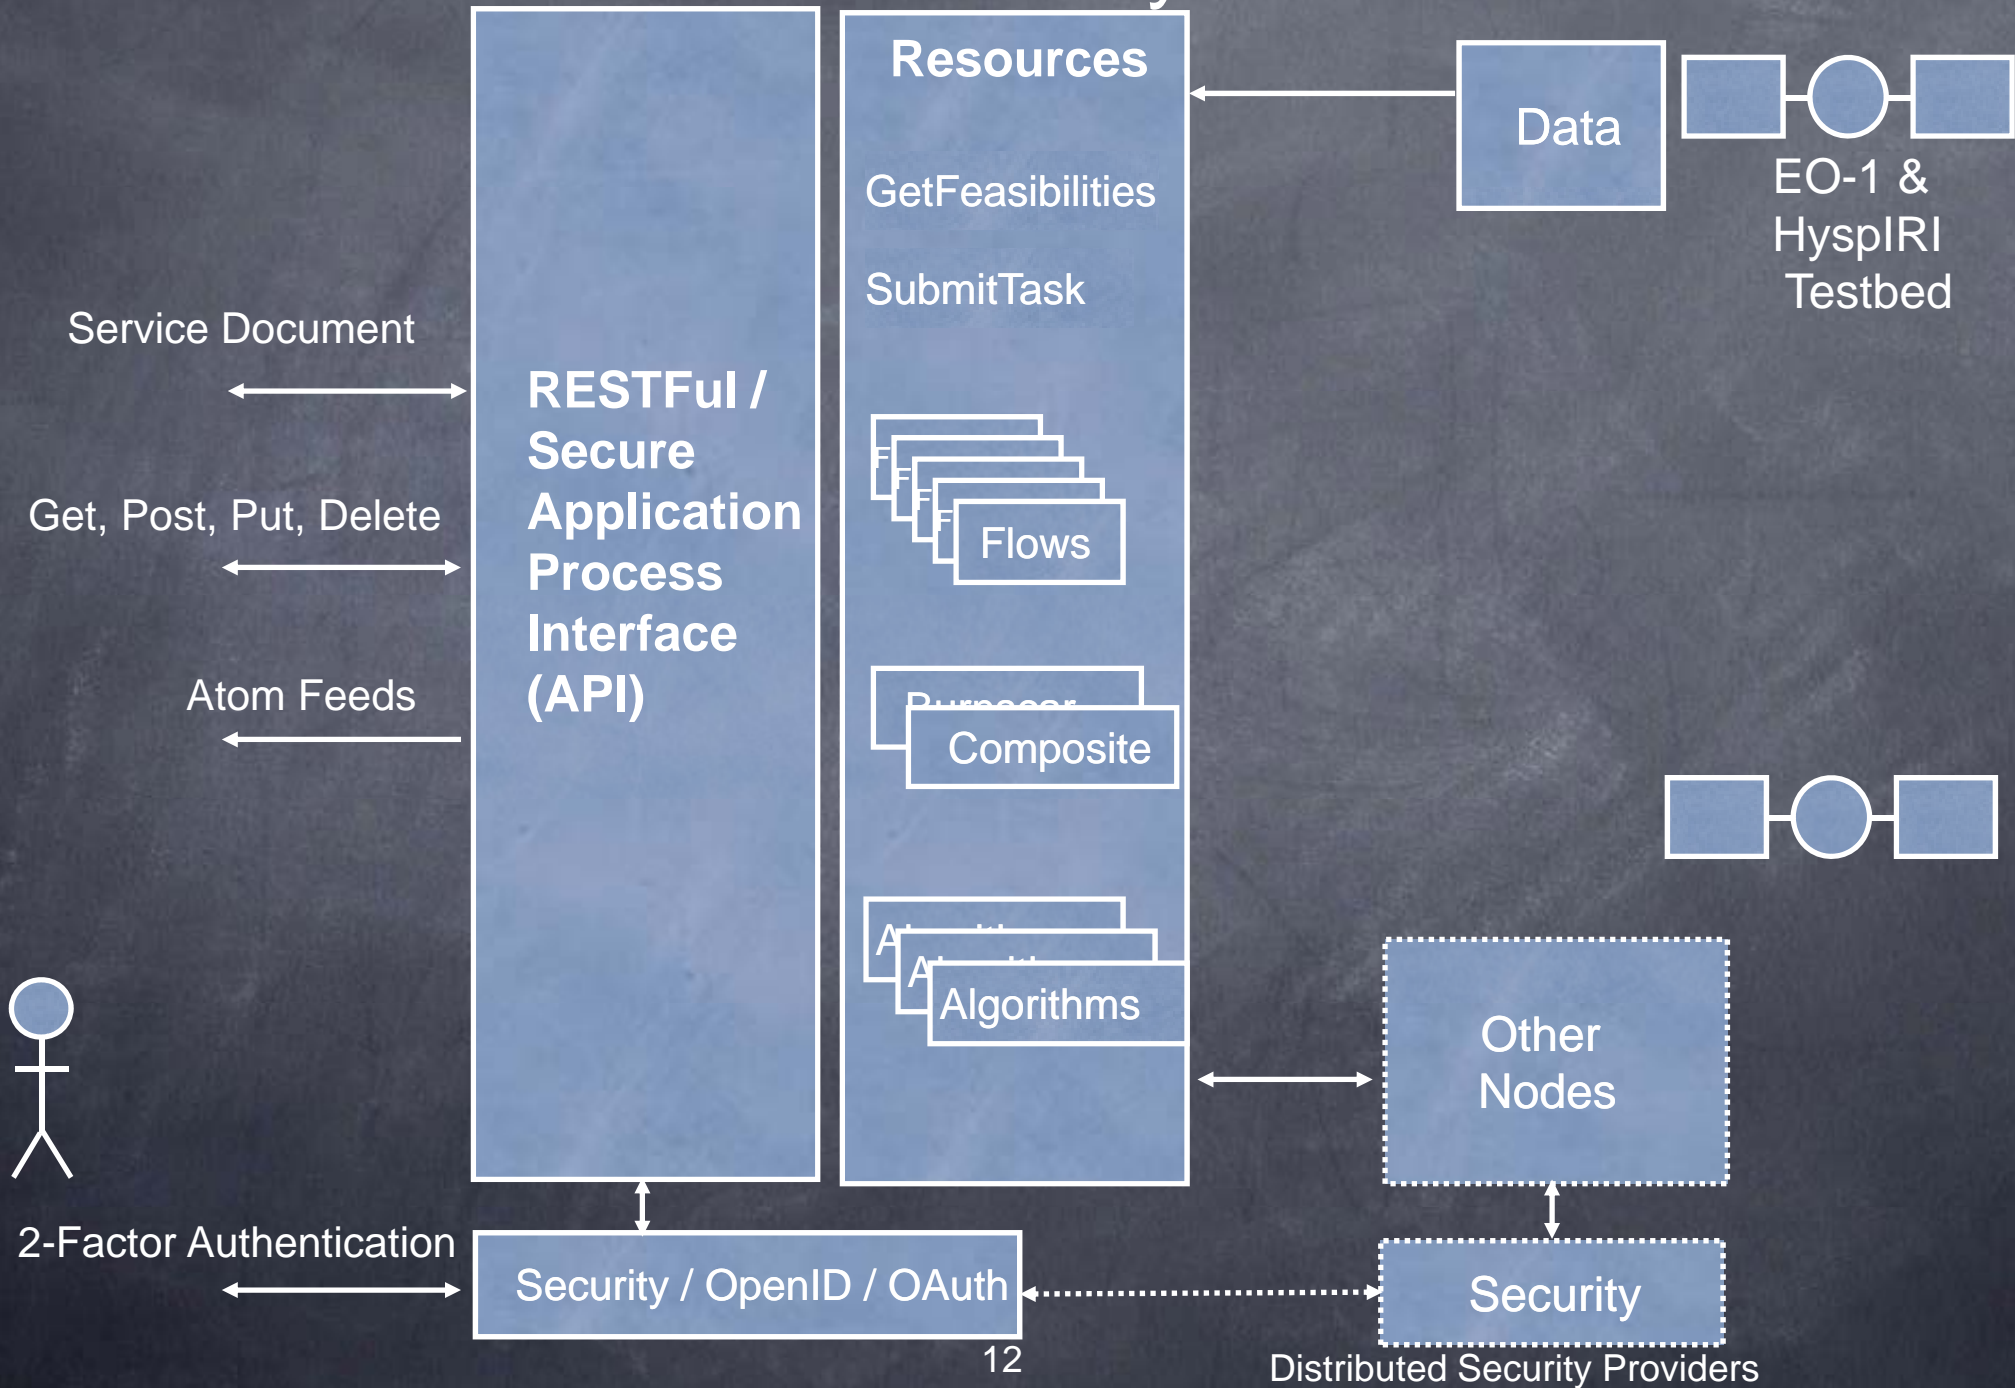 Resources
GetFeasibilities
SubmitTask
F
F
F
F
Flows
Composite
Algorithms
RESTFul /
Secure
Application
Process
Interface
(API)
Service Document
Get, Post, Put, Delete
Atom Feeds
2-Factor Authentication
Security / OpenID / OAuth
Data
EO-1 &
HyspIRI
Testbed
Other
Nodes
Security
Distributed Security Providers
12